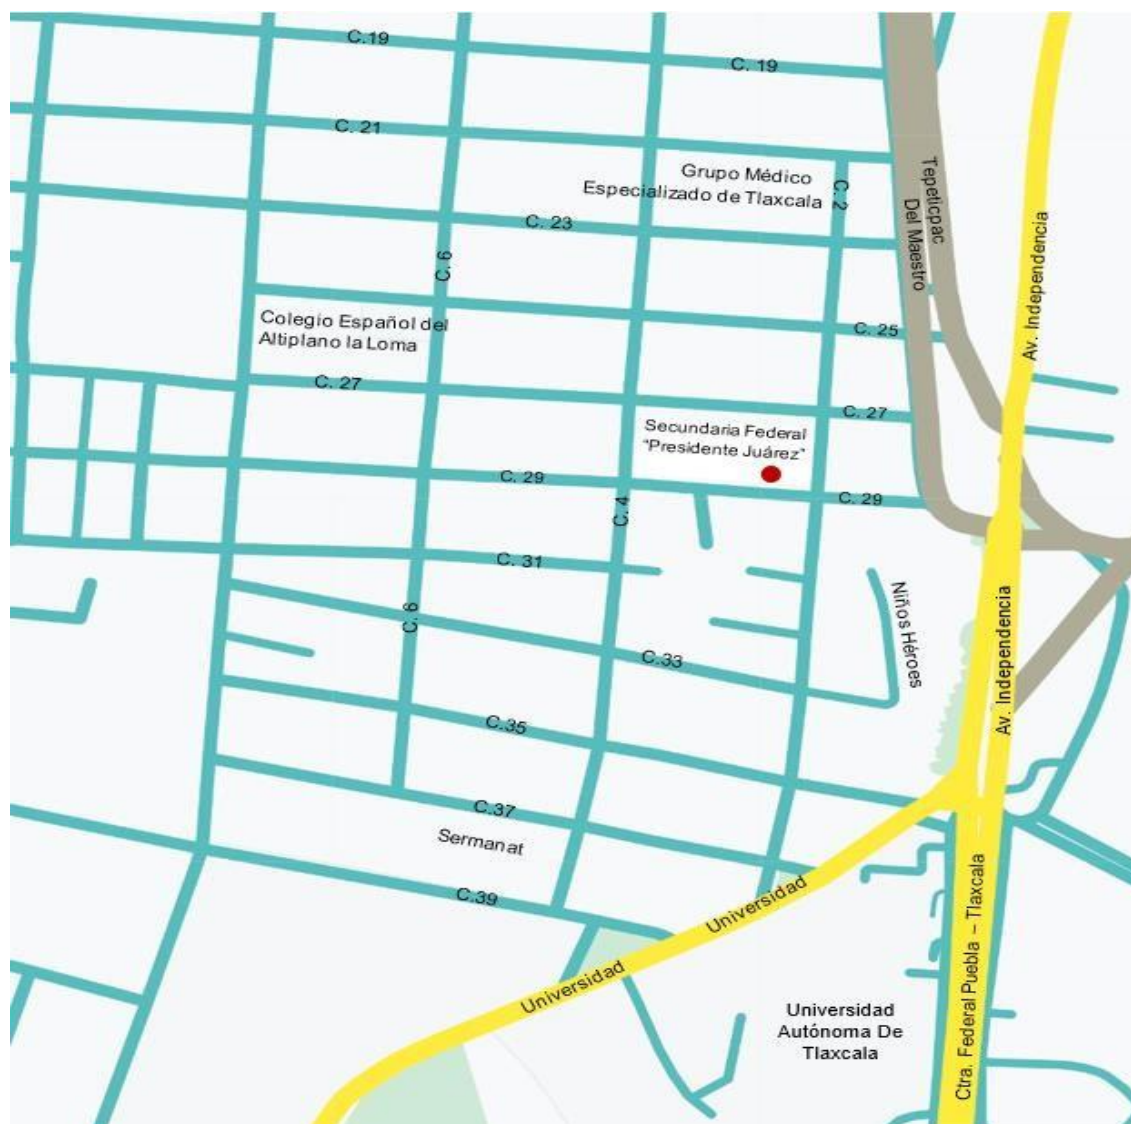 C.19
C. 19
C. 21
Grupo Médico
Especializado de Tlaxcala
C. 2
Tepeticpac
Del Maestro
C. 23
Av. Independencia
C. 6
Colegio Español del
Altiplano la Loma
C. 25
C. 27
C. 27
Secundaria Federal
"Presidente Juárez"
C. 29
C. 29
C. 4
C. 31
C. 6
Niños Héroes
Av. Independencia
C.33
C.35
C.37
Sermanat
C.39
Universidad
Universidad
Ctra. Federal Puebla – Tlaxcala
Universidad
Autónoma De
Tlaxcala